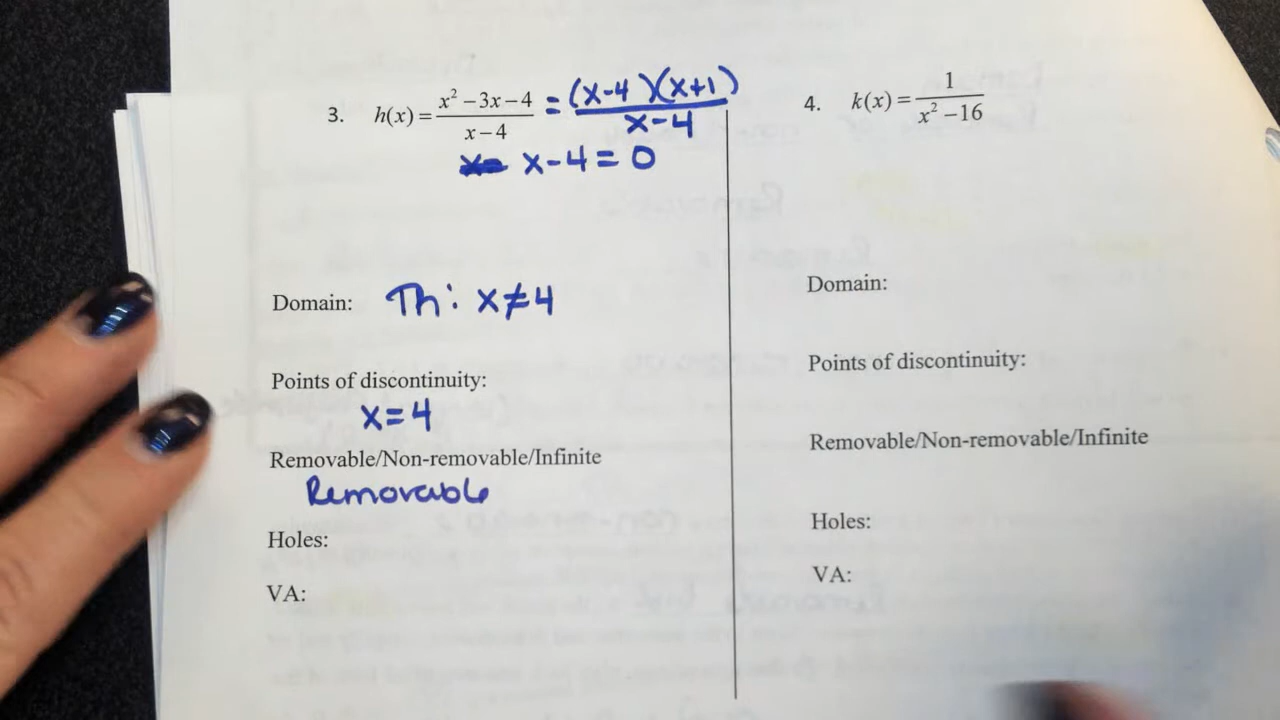 3. h(x) = (x² − 3x − 4)/(x − 4) = (x-4)(x+1)/(x-4)
x-4=0
Domain: Th: x≠4
Points of discontinuity:
x=4
Removable/Non-removable/Infinite
Removable
Holes:
VA:
4. k(x) = 1/(x² − 16)
Domain:
Points of discontinuity:
Removable/Non-removable/Infinite
Holes:
VA: